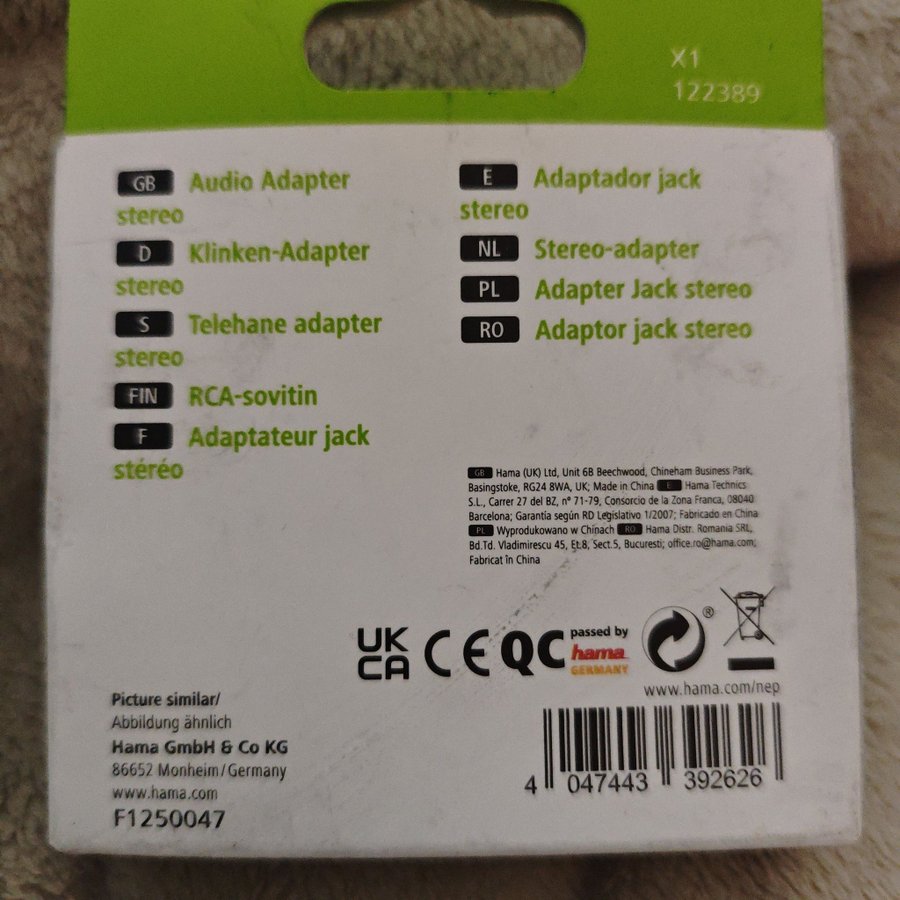 X1
122389
GB Audio Adapter
stereo
D Klinken-Adapter
stereo
S Telehane adapter
stereo
FIN RCA-sovitin
F Adaptateur jack
stéréo
E Adaptador jack
stereo
NL Stereo-adapter
PL Adapter Jack stereo
RO Adaptor jack stereo
GB Hama (UK) Ltd, Unit 6B Beechwood, Chineham Business Park,
Basingstoke, RG24 8WA, UK; Made in China E Hama Technics
S.L., Carrer 27 del BZ, nº 71-79, Consorcio de la Zona Franca, 08040
Barcelona; Garantía según RD Legislativo 1/2007; Fabricado en China
PL Wyprodukowano w Chinach RO Hama Distr. Romania SRL,
Bd.Td. Vladimirescu 45, Et.8, Sect.5, Bucuresti; office.ro@hama.com;
Fabricat în China
UK
CA CE QC passed by
hama
GERMANY
®
www.hama.com/nep
Picture similar/
Abbildung ähnlich
Hama GmbH & Co KG
86652 Monheim/Germany
www.hama.com
F1250047
4 047443 392626